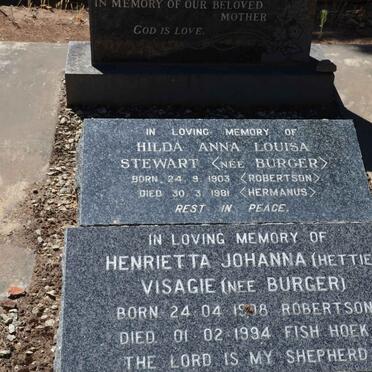 IN MEMORY OF OUR BELOVED
MOTHER
GOD IS LOVE.
IN LOVING MEMORY OF
HILDA ANNA LOUISA
STEWART <NÉE BURGER>
BORN 24.9.1903 <ROBERTSON>
DIED 30.3.1981 <HERMANUS>
REST IN PEACE.
IN LOVING MEMORY OF
HENRIETTA JOHANNA (HETTIE
VISAGIE (NEE BURGER)
BORN 24 04 1908 ROBERTSON
DIED 01 02 1994 FISH HOEK
THE LORD IS MY SHEPHERD